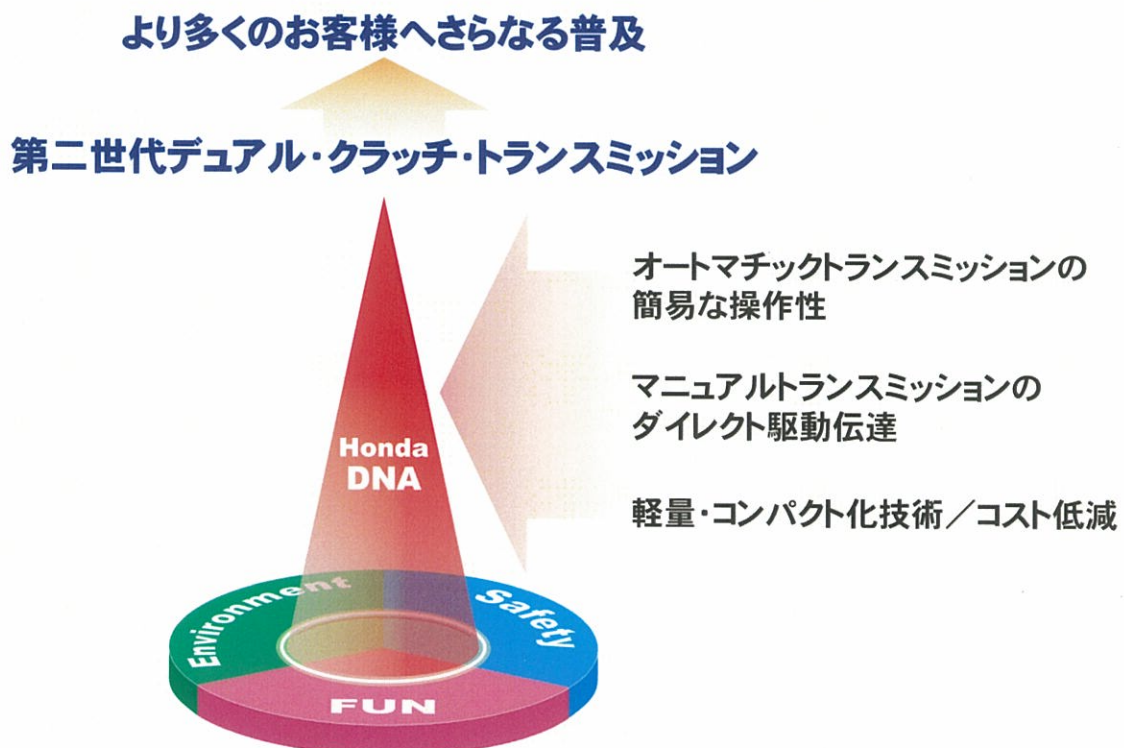 より多くのお客様へさらなる普及
第二世代デュアル・クラッチ・トランスミッション
オートマチックトランスミッションの
簡易な操作性
マニュアルトランスミッションの
ダイレクト駆動伝達
軽量・コンパクト化技術／コスト低減
Honda
DNA
Environment
Safety
FUN